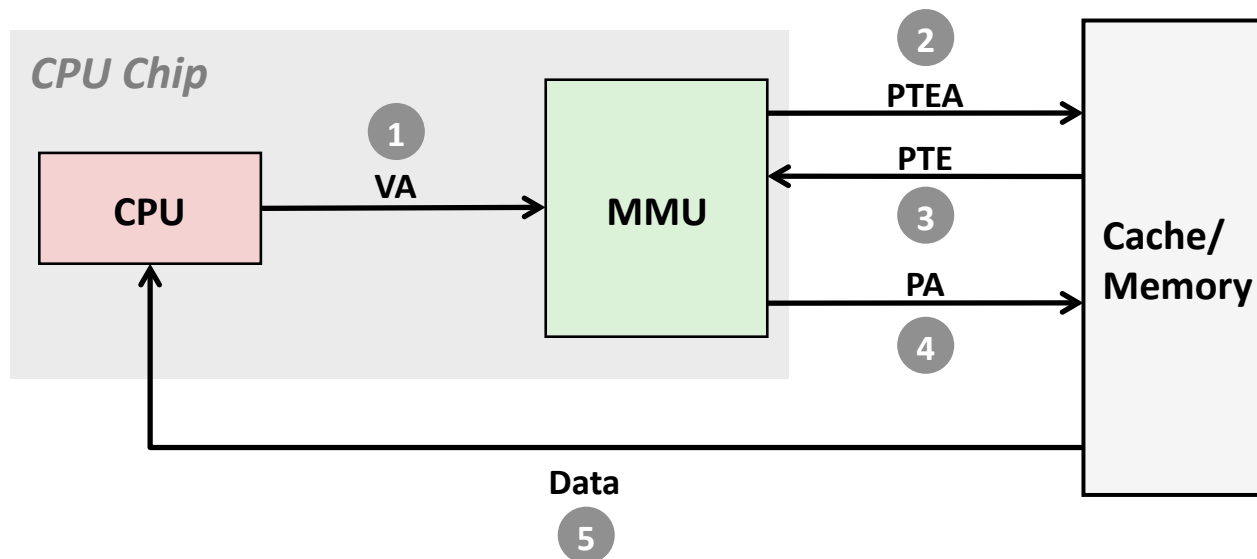 CPU Chip
2
PTEA
1
VA
PTE
CPU
MMU
3
Cache/
Memory
PA
4
Data
5